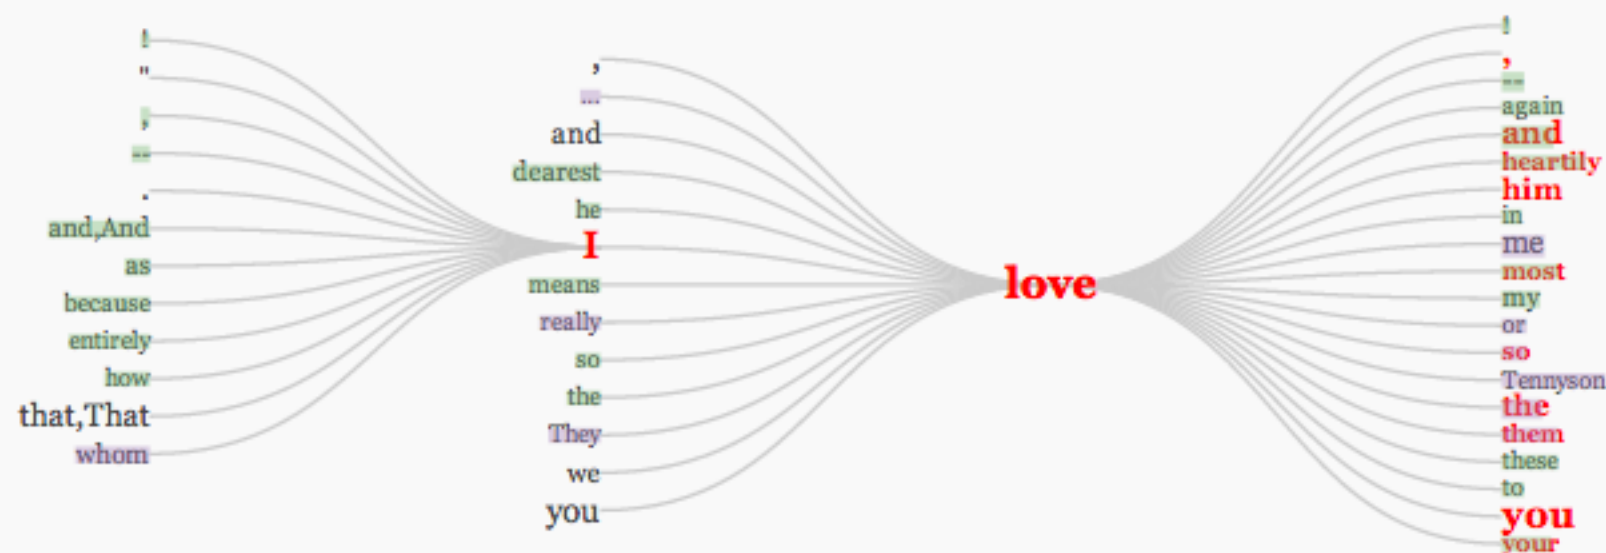 !
"
,
--
.
and,And
as
because
entirely
how
that,That
whom
,
...
and
dearest
he
I
means
really
so
the
They
we
you
love
!
,
--
again
and
heartily
him
in
me
most
my
or
so
Tennyson
the
them
these
to
you
your